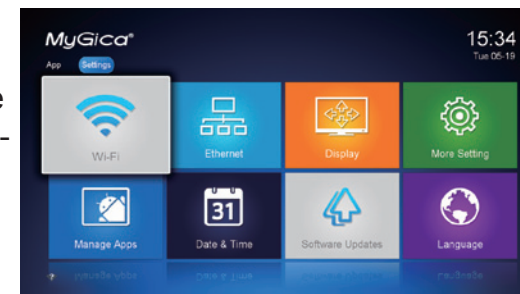 MyGica®
15:34
Tue 05-19
App Settings
e
-
Wi-Fi
Ethernet
Display
More Setting
31
Manage Apps
Date & Time
Software Updates
Language